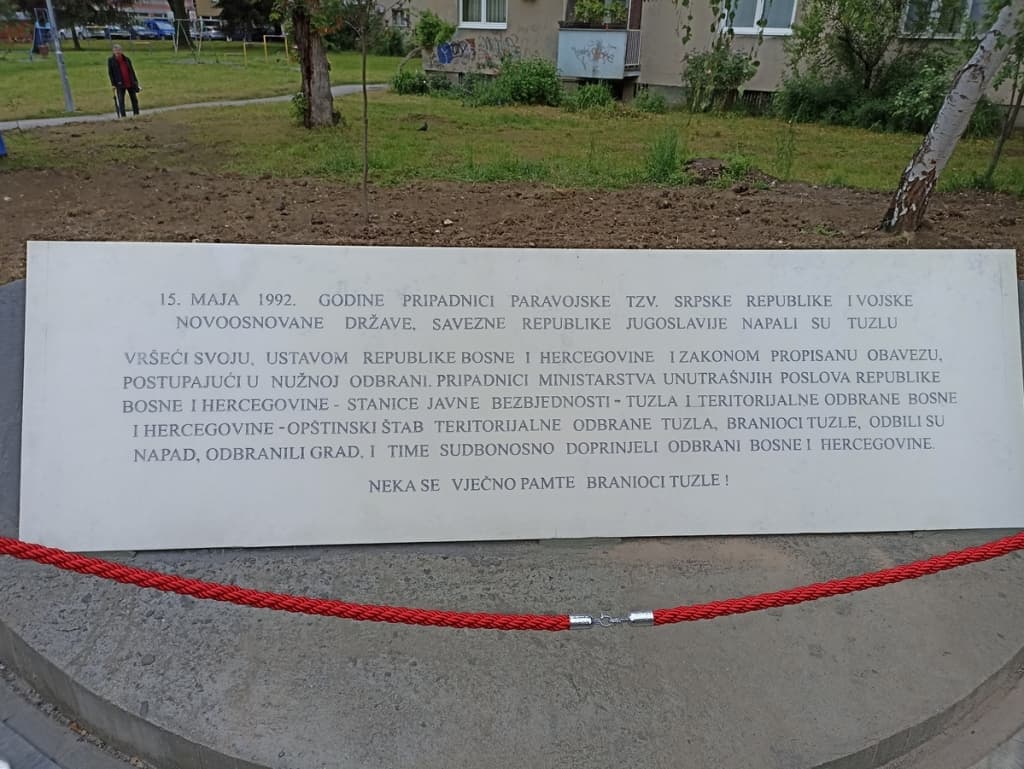 15. MAJA 1992. GODINE PRIPADNICI PARAVOJSKE TZV. SRPSKE REPUBLIKE I VOJSKE
NOVOOSNOVANE DRŽAVE, SAVEZNE REPUBLIKE JUGOSLAVIJE NAPALI SU TUZLU
VRŠEĆI SVOJU, USTAVOM REPUBLIKE BOSNE I HERCEGOVINE I ZAKONOM PROPISANU OBAVEZU,
POSTUPAJUĆI U NUŽNOJ ODBRANI. PRIPADNICI MINISTARSTVA UNUTRAŠNJIH POSLOVA REPUBLIKE
BOSNE I HERCEGOVINE - STANICE JAVNE BEZBJEDNOSTI - TUZLA I TERITORIJALNE ODBRANE BOSNE
I HERCEGOVINE - OPŠTINSKI ŠTAB TERITORIJALNE ODBRANE TUZLA, BRANIOCI TUZLE, ODBILI SU
NAPAD, ODBRANILI GRAD, I TIME SUDBONOSNO DOPRINJELI ODBRANI BOSNE I HERCEGOVINE.
NEKA SE VJEČNO PAMTE BRANIOCI TUZLE !